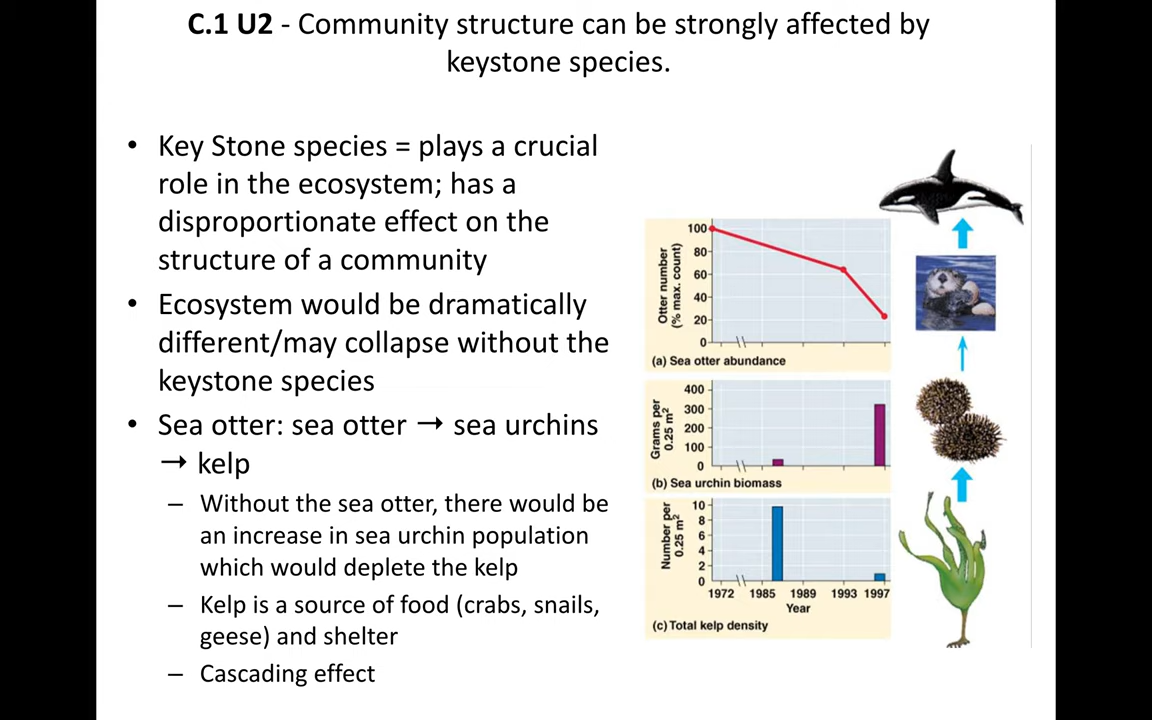 C.1 U2 - Community structure can be strongly affected by
keystone species.
• Key Stone species = plays a crucial
role in the ecosystem; has a
disproportionate effect on the
structure of a community
• Ecosystem would be dramatically
different/may collapse without the
keystone species
• Sea otter: sea otter → sea urchins
→ kelp
– Without the sea otter, there would be
an increase in sea urchin population
which would deplete the kelp
– Kelp is a source of food (crabs, snails,
geese) and shelter
– Cascading effect
Otter number
(% max. count)
100
80
60
40
20
0
(a) Sea otter abundance
Grams per
0.25 m²
400
300
200
100
0
(b) Sea urchin biomass
Number per
0.25 m²
10
8
6
4
2
0
1972 1985 1989 1993 1997
Year
(c) Total kelp density